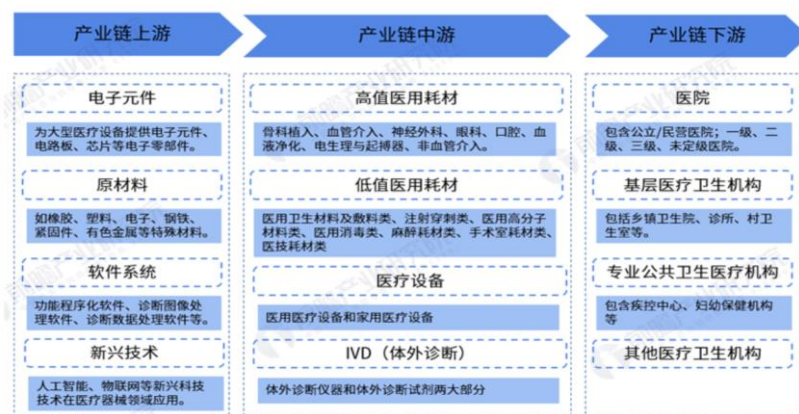 产业链上游
电子元件
为大型医疗设备提供电子元件、
电路板、芯片等电子零部件。
原材料
如橡胶、塑料、电子、钢铁、
紧固件、有色金属等特殊材料。
软件系统
功能程序化软件、诊断图像处
理软件、诊断数据处理软件等。
新兴技术
人工智能、物联网等新兴科技
技术在医疗器械领域应用。
产业链中游
高值医用耗材
骨科植入、血管介入、神经外科、眼科、口腔、血
液净化、电生理与起搏器、非血管介入。
低值医用耗材
医用卫生材料及敷料类、注射穿刺类、医用高分子
材料类、医用消毒类、麻醉耗材类、手术室耗材类、
医技耗材类
医疗设备
医用医疗设备和家用医疗设备
IVD（体外诊断）
体外诊断仪器和体外诊断试剂两大部分
产业链下游
医院
包含公立/民营医院；一级、二
级、三级、未定级医院。
基层医疗卫生机构
包括乡镇卫生院、诊所、村卫
生室等。
专业公共卫生医疗机构
包含疾控中心、妇幼保健机构
等
其他医疗卫生机构
前瞻产业研究院